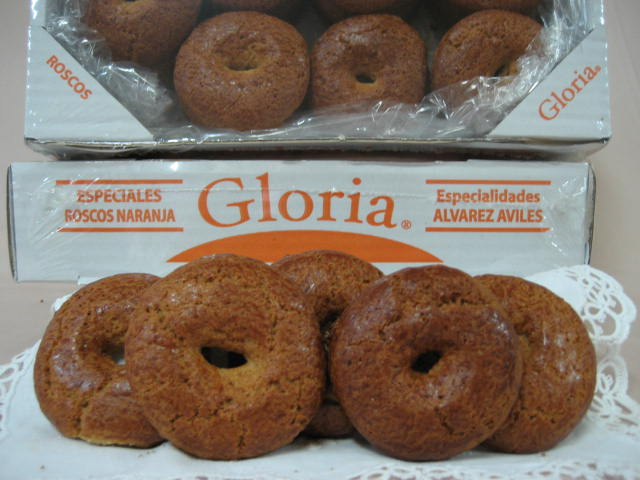 ROSCOS
Gloria®
ESPECIALES
ROSCOS NARANJA
Gloria®
Especialidades
ALVAREZ AVILES